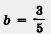 b = 3/5